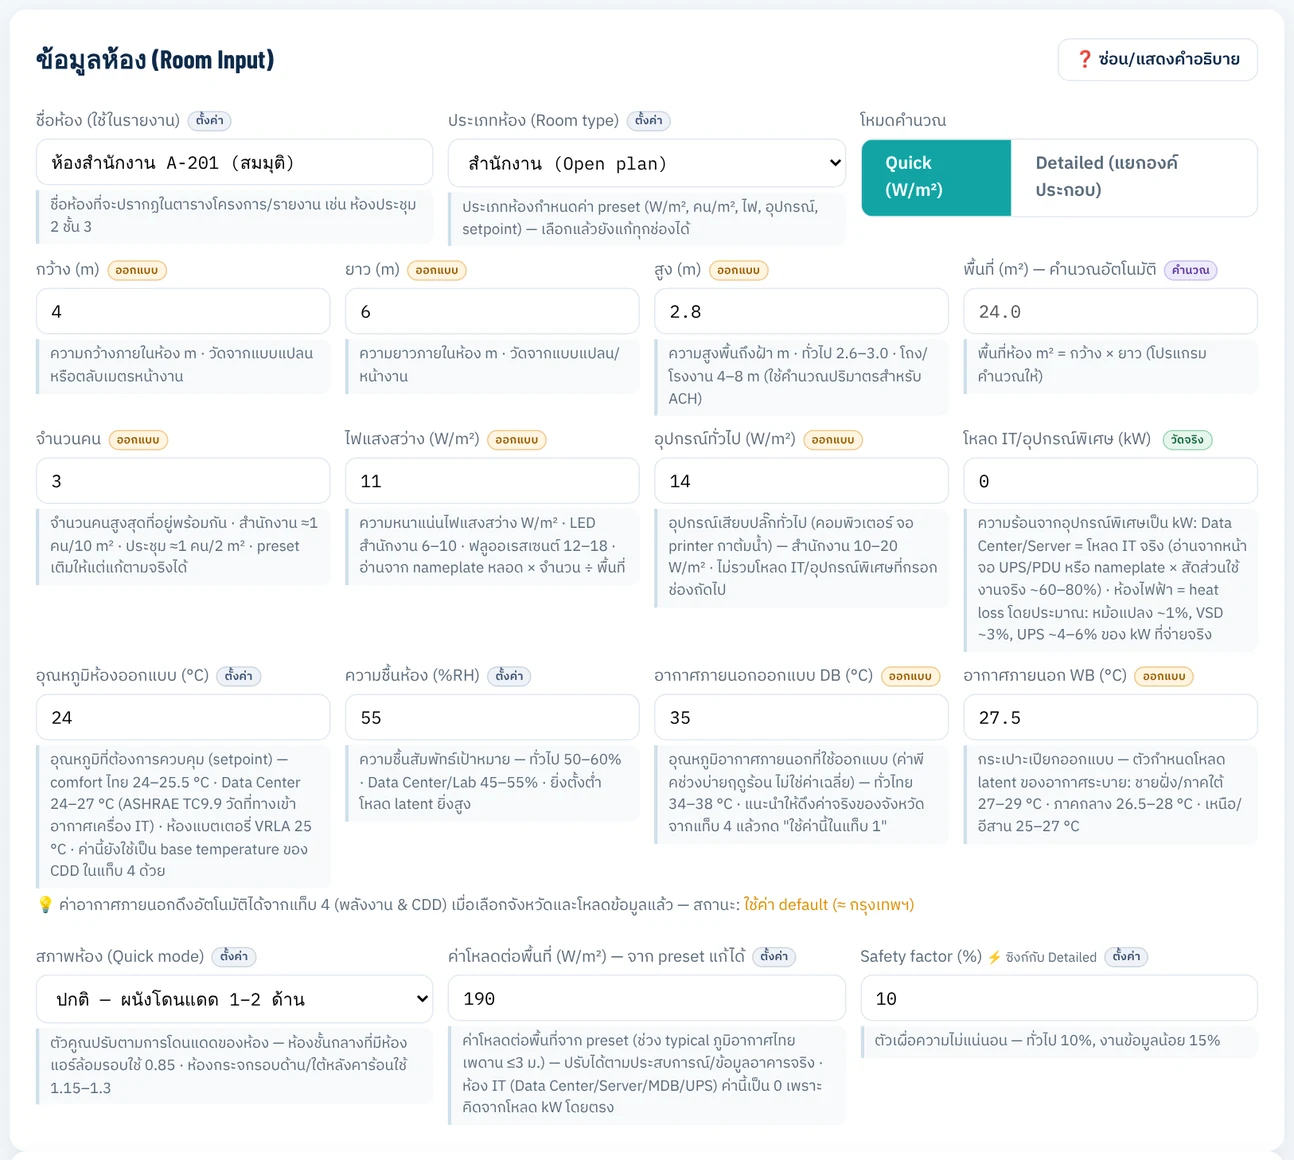 ข้อมูลห้อง (Room Input)
❓ ซ่อน/แสดงคำอธิบาย
ชื่อห้อง (ใช้ในรายงาน) ตั้งค่า
ห้องสำนักงาน A-201 (สมมุติ)
ชื่อห้องที่จะปรากฏในตารางโครงการ/รายงาน เช่น ห้องประชุม
2 ชั้น 3
ประเภทห้อง (Room type) ตั้งค่า
สำนักงาน (Open plan)
ประเภทห้องกำหนดค่า preset (W/m², คน/m², ไฟ, อุปกรณ์,
setpoint) — เลือกแล้วยังแก้ทุกช่องได้
โหมดคำนวณ
Quick
(W/m²)
Detailed (แยกองค์
ประกอบ)
กว้าง (m) ออกแบบ
4
ความกว้างภายในห้อง m · วัดจากแบบแปลน
หรือตลับเมตรหน้างาน
ยาว (m) ออกแบบ
6
ความยาวภายในห้อง m · วัดจากแบบแปลน/
หน้างาน
สูง (m) ออกแบบ
2.8
ความสูงพื้นถึงฝ้า m · ทั่วไป 2.6–3.0 · โถง/
โรงงาน 4–8 m (ใช้คำนวณปริมาตรสำหรับ
ACH)
พื้นที่ (m²) — คำนวณอัตโนมัติ คำนวณ
24.0
พื้นที่ห้อง m² = กว้าง × ยาว (โปรแกรม
คำนวณให้)
จำนวนคน ออกแบบ
3
จำนวนคนสูงสุดที่อยู่พร้อมกัน · สำนักงาน ≈1
คน/10 m² · ประชุม ≈1 คน/2 m² · preset
เติมให้แต่แก้ตามจริงได้
ไฟแสงสว่าง (W/m²) ออกแบบ
11
ความหนาแน่นไฟแสงสว่าง W/m² · LED
สำนักงาน 6–10 · ฟลูออเรสเซนต์ 12–18 ·
อ่านจาก nameplate หลอด × จำนวน ÷ พื้นที่
อุปกรณ์ทั่วไป (W/m²) ออกแบบ
14
อุปกรณ์เสียบปลั๊กทั่วไป (คอมพิวเตอร์ จอ
printer กาต้มน้ำ) — สำนักงาน 10–20
W/m² · ไม่รวมโหลด IT/อุปกรณ์พิเศษที่กรอก
ช่องถัดไป
โหลด IT/อุปกรณ์พิเศษ (kW) วัดจริง
0
ความร้อนจากอุปกรณ์พิเศษเป็น kW: Data
Center/Server = โหลด IT จริง (อ่านจากหน้า
จอ UPS/PDU หรือ nameplate × สัดส่วนใช้
งานจริง ~60–80%) · ห้องไฟฟ้า = heat
loss โดยประมาณ: หม้อแปลง ~1%, VSD
~3%, UPS ~4–6% ของ kW ที่จ่ายจริง
อุณหภูมิห้องออกแบบ (°C) ตั้งค่า
24
อุณหภูมิที่ต้องการควบคุม (setpoint) —
comfort ไทย 24–25.5 °C · Data Center
24–27 °C (ASHRAE TC9.9 วัดที่ทางเข้า
อากาศเครื่อง IT) · ห้องแบตเตอรี่ VRLA 25
°C · ค่านี้ยังใช้เป็น base temperature ของ
CDD ในแท็บ 4 ด้วย
ความชื้นห้อง (%RH) ตั้งค่า
55
ความชื้นสัมพัทธ์เป้าหมาย — ทั่วไป 50–60%
· Data Center/Lab 45–55% · ยิ่งตั้งต่ำ
โหลด latent ยิ่งสูง
อากาศภายนอกออกแบบ DB (°C) ออกแบบ
35
อุณหภูมิอากาศภายนอกที่ใช้ออกแบบ (ค่าพี
คช่วงบ่ายฤดูร้อน ไม่ใช่ค่าเฉลี่ย) — ทั่วไทย
34–38 °C · แนะนำให้ดึงค่าจริงของจังหวัด
จากแท็บ 4 แล้วกด "ใช้ค่านี้ในแท็บ 1"
อากาศภายนอก WB (°C) ออกแบบ
27.5
กระเปาะเปียกออกแบบ — ตัวกำหนดโหลด
latent ของอากาศระบาย: ชายฝั่ง/ภาคใต้
27–29 °C · ภาคกลาง 26.5–28 °C · เหนือ/
อีสาน 25–27 °C
💡 ค่าอากาศภายนอกดึงอัตโนมัติได้จากแท็บ 4 (พลังงาน & CDD) เมื่อเลือกจังหวัดและโหลดข้อมูลแล้ว — สถานะ: ใช้ค่า default (≈ กรุงเทพฯ)
สภาพห้อง (Quick mode) ตั้งค่า
ปกติ — ผนังโดนแดด 1–2 ด้าน
ตัวคูณปรับตามการโดนแดดของห้อง — ห้องชั้นกลางที่มีห้อง
แอร์ล้อมรอบใช้ 0.85 · ห้องกระจกรอบด้าน/ใต้หลังคาร้อนใช้
1.15–1.3
ค่าโหลดต่อพื้นที่ (W/m²) — จาก preset แก้ได้ ตั้งค่า
190
ค่าโหลดต่อพื้นที่จาก preset (ช่วง typical ภูมิอากาศไทย
เพดาน ≤3 ม.) — ปรับได้ตามประสบการณ์/ข้อมูลอาคารจริง ·
ห้อง IT (Data Center/Server/MDB/UPS) ค่านี้เป็น 0 เพราะ
คิดจากโหลด kW โดยตรง
Safety factor (%) ⚡ ซิงก์กับ Detailed ตั้งค่า
10
ตัวเผื่อความไม่แน่นอน — ทั่วไป 10%, งานข้อมูลน้อย 15%